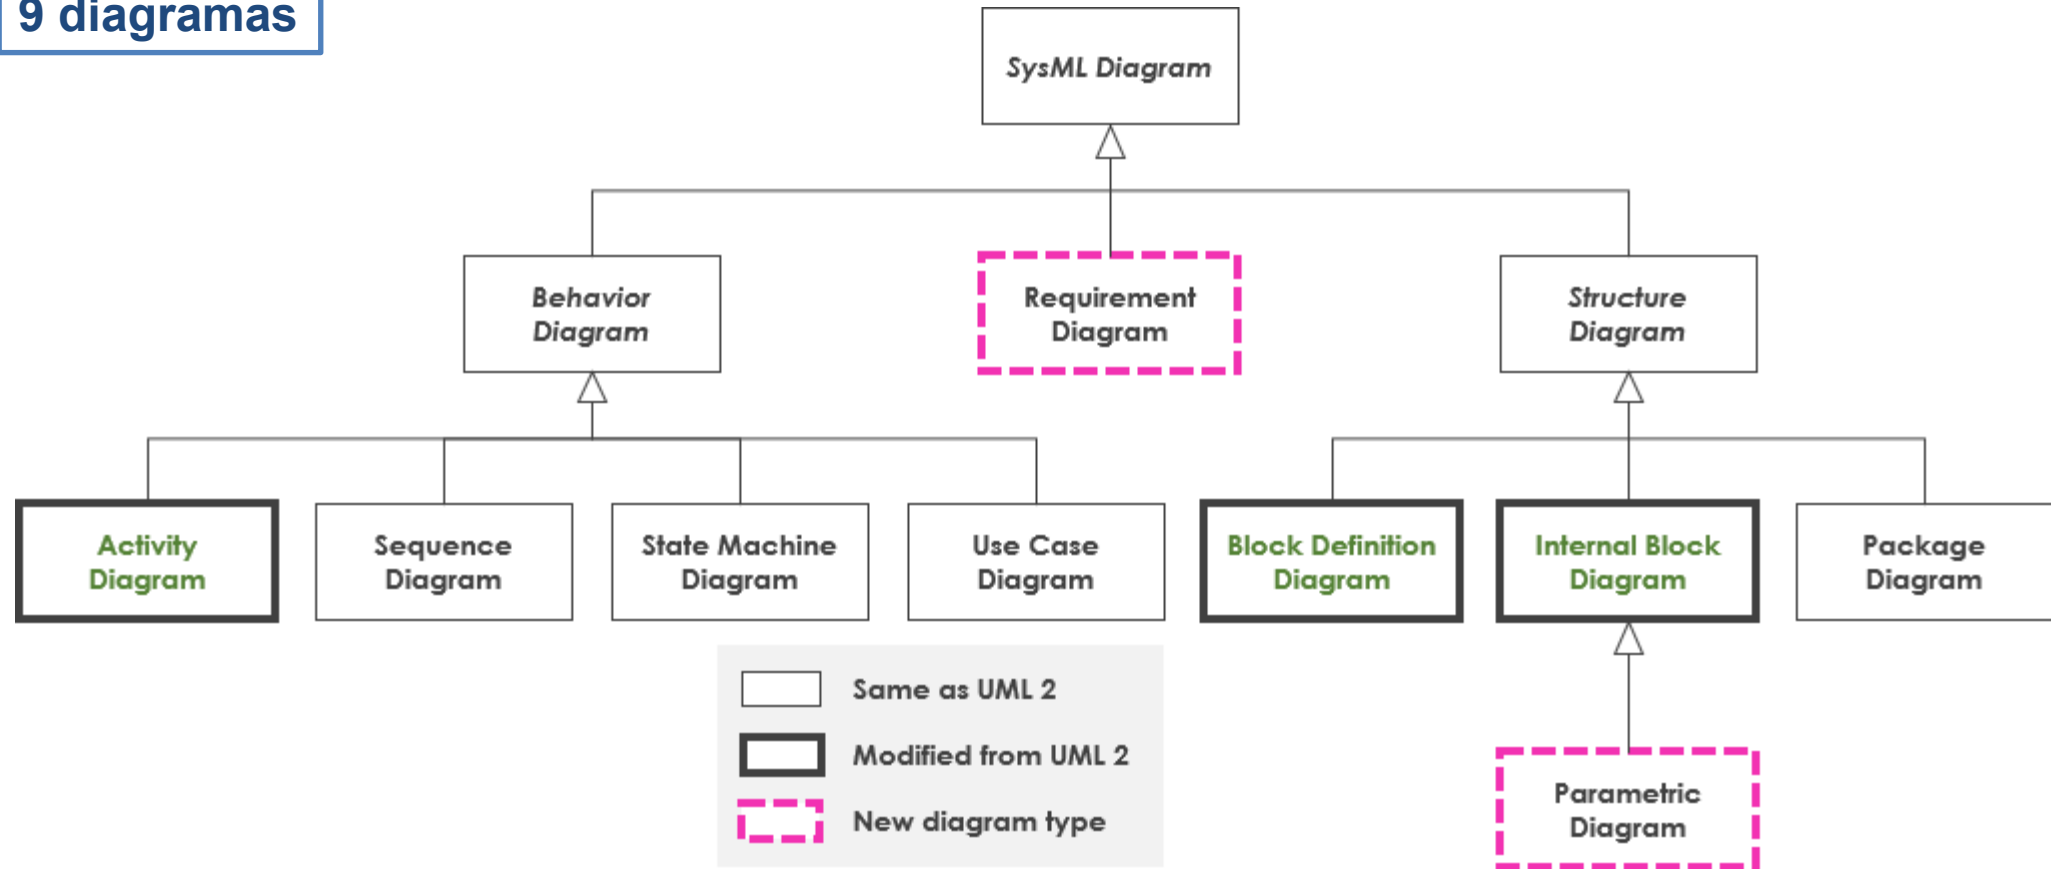 9 diagramas
SysML Diagram
Behavior
Diagram
Requirement
Diagram
Structure
Diagram
Activity
Diagram
Sequence
Diagram
State Machine
Diagram
Use Case
Diagram
Block Definition
Diagram
Internal Block
Diagram
Package
Diagram
Same as UML 2
Modified from UML 2
New diagram type
Parametric
Diagram